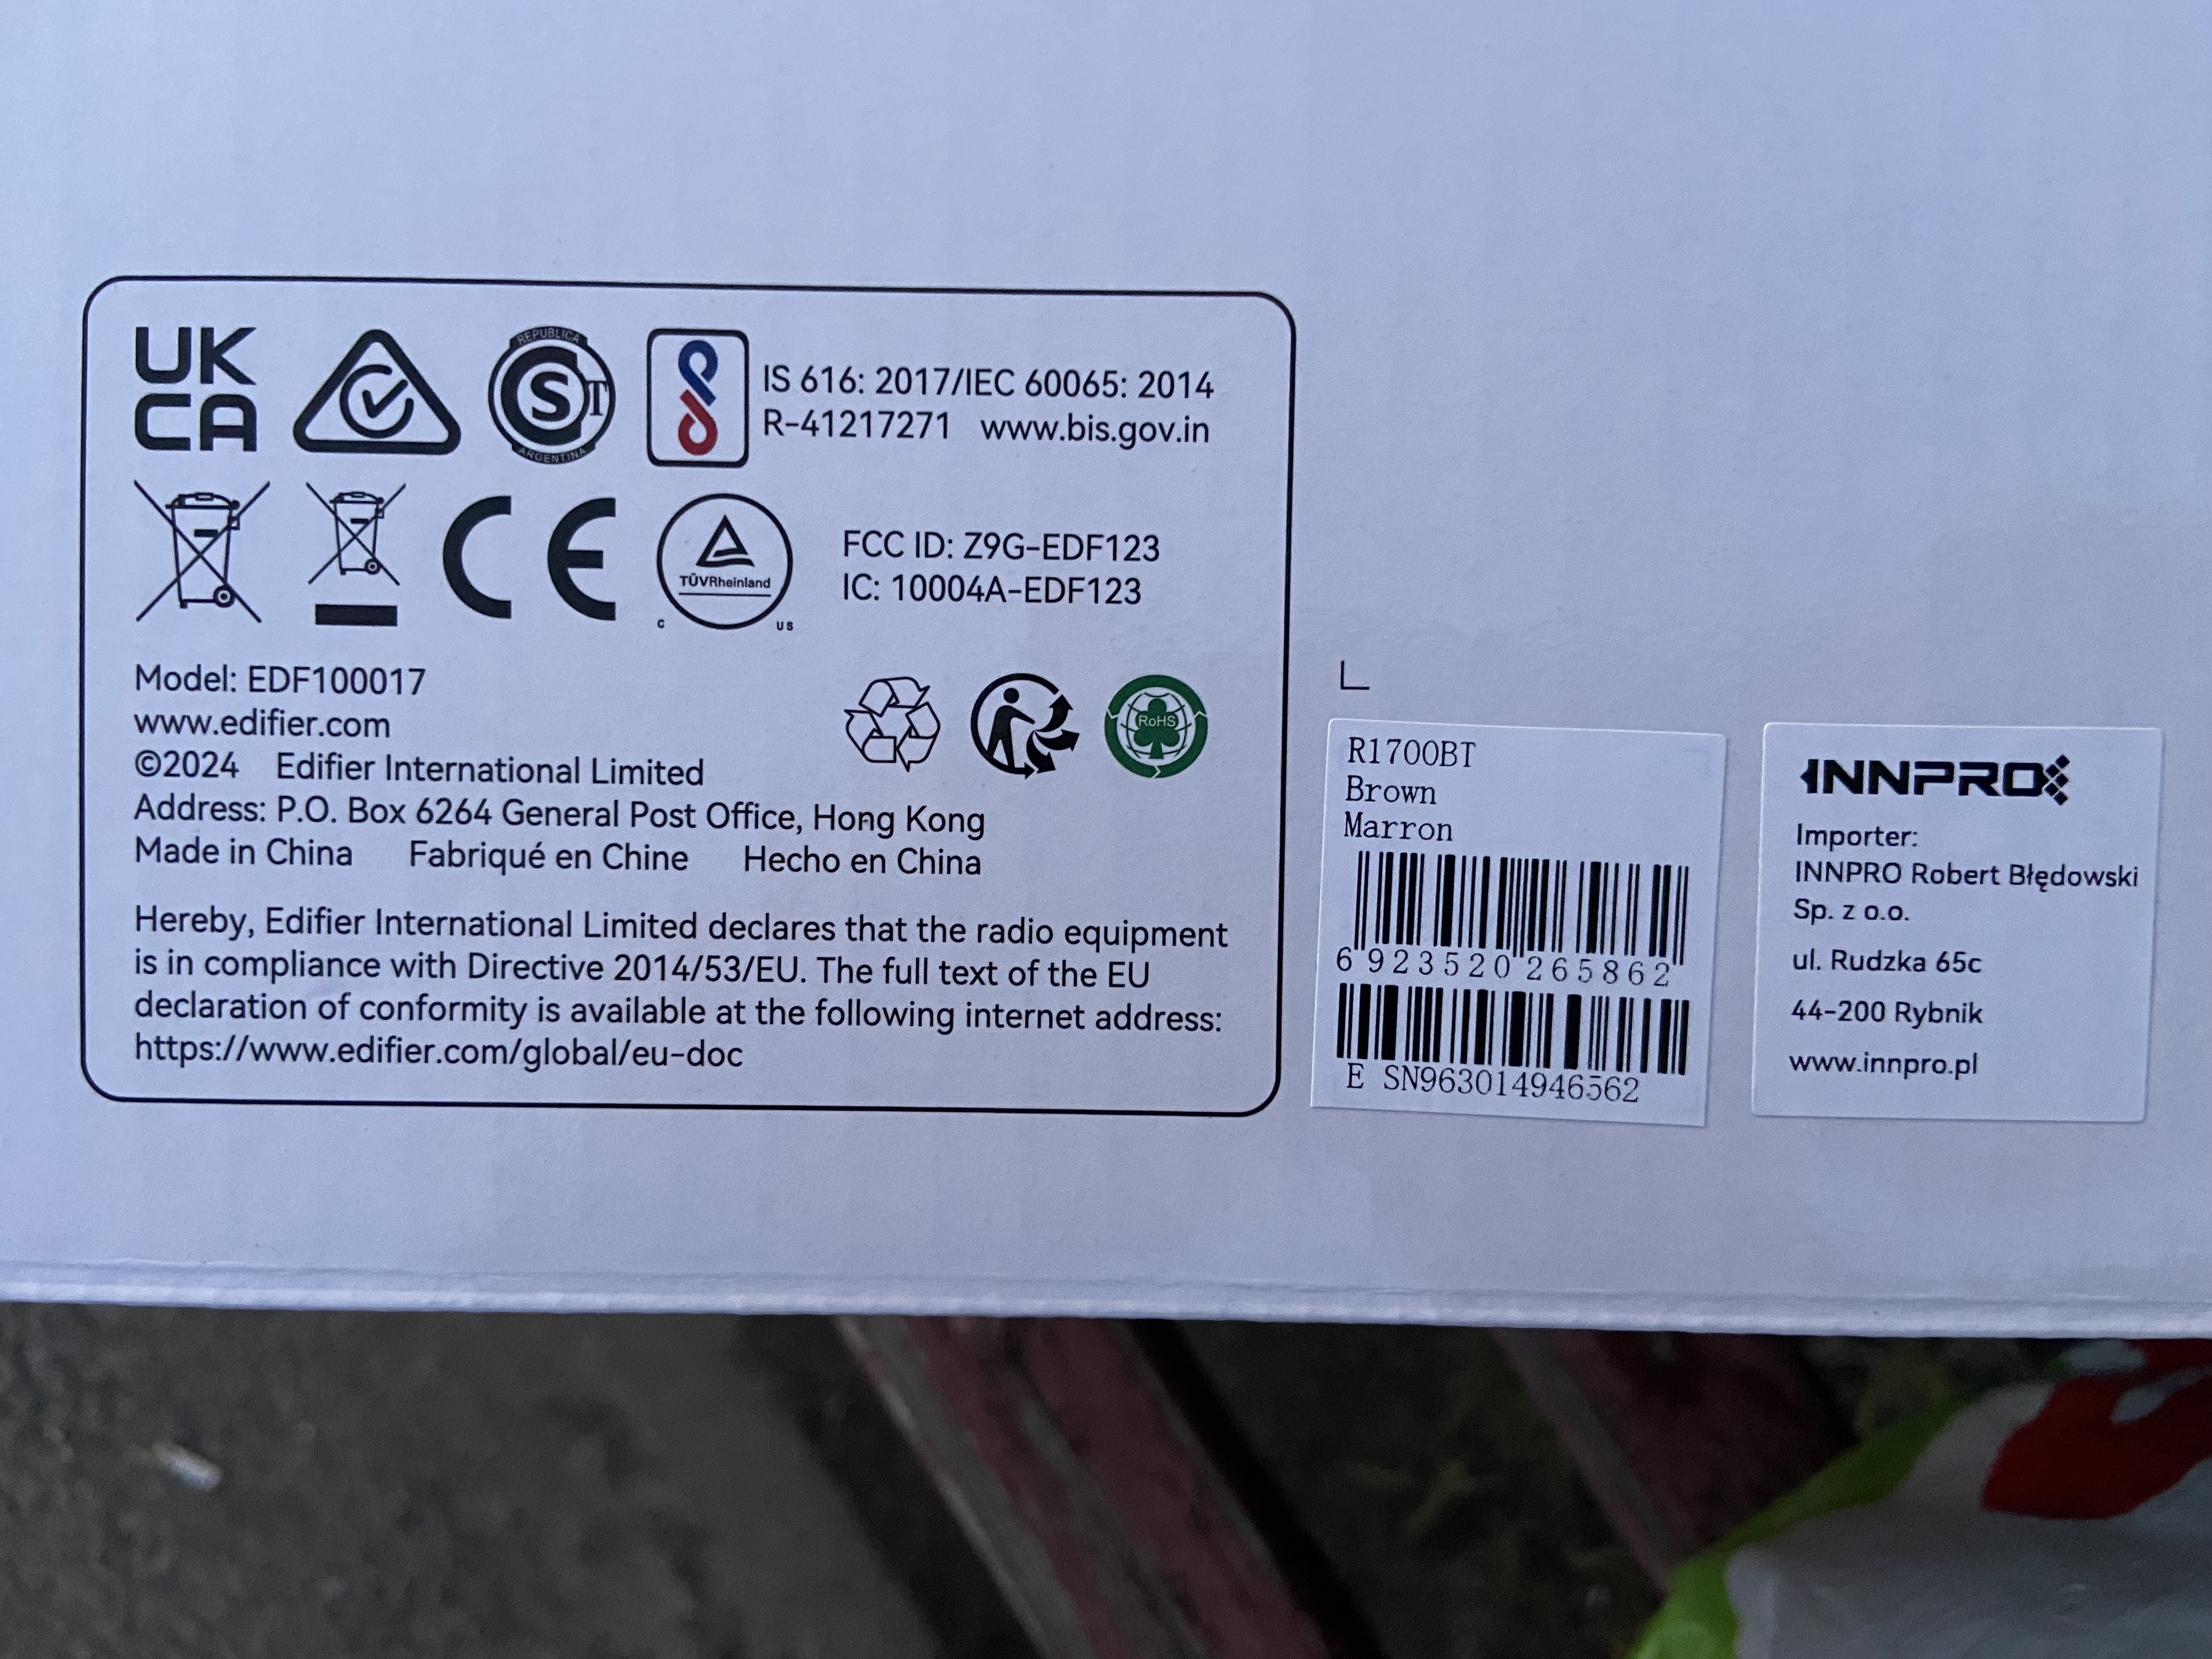 UK
CA
REPUBLICA
S T
ARGENTINA
IS 616: 2017/IEC 60065: 2014
R-41217271 www.bis.gov.in
CE
TÜVRheinland
C US
FCC ID: Z9G-EDF123
IC: 10004A-EDF123
Model: EDF100017
www.edifier.com
©2024 Edifier International Limited
Address: P.O. Box 6264 General Post Office, Hong Kong
Made in China Fabriqué en Chine Hecho en China
RoHS
Hereby, Edifier International Limited declares that the radio equipment
is in compliance with Directive 2014/53/EU. The full text of the EU
declaration of conformity is available at the following internet address:
https://www.edifier.com/global/eu-doc
R1700BT
Brown
Marron
6 923520 265862
E SN963014946562
INNPRO
Importer:
INNPRO Robert Błędowski
Sp. z o.o.
ul. Rudzka 65c
44-200 Rybnik
www.innpro.pl